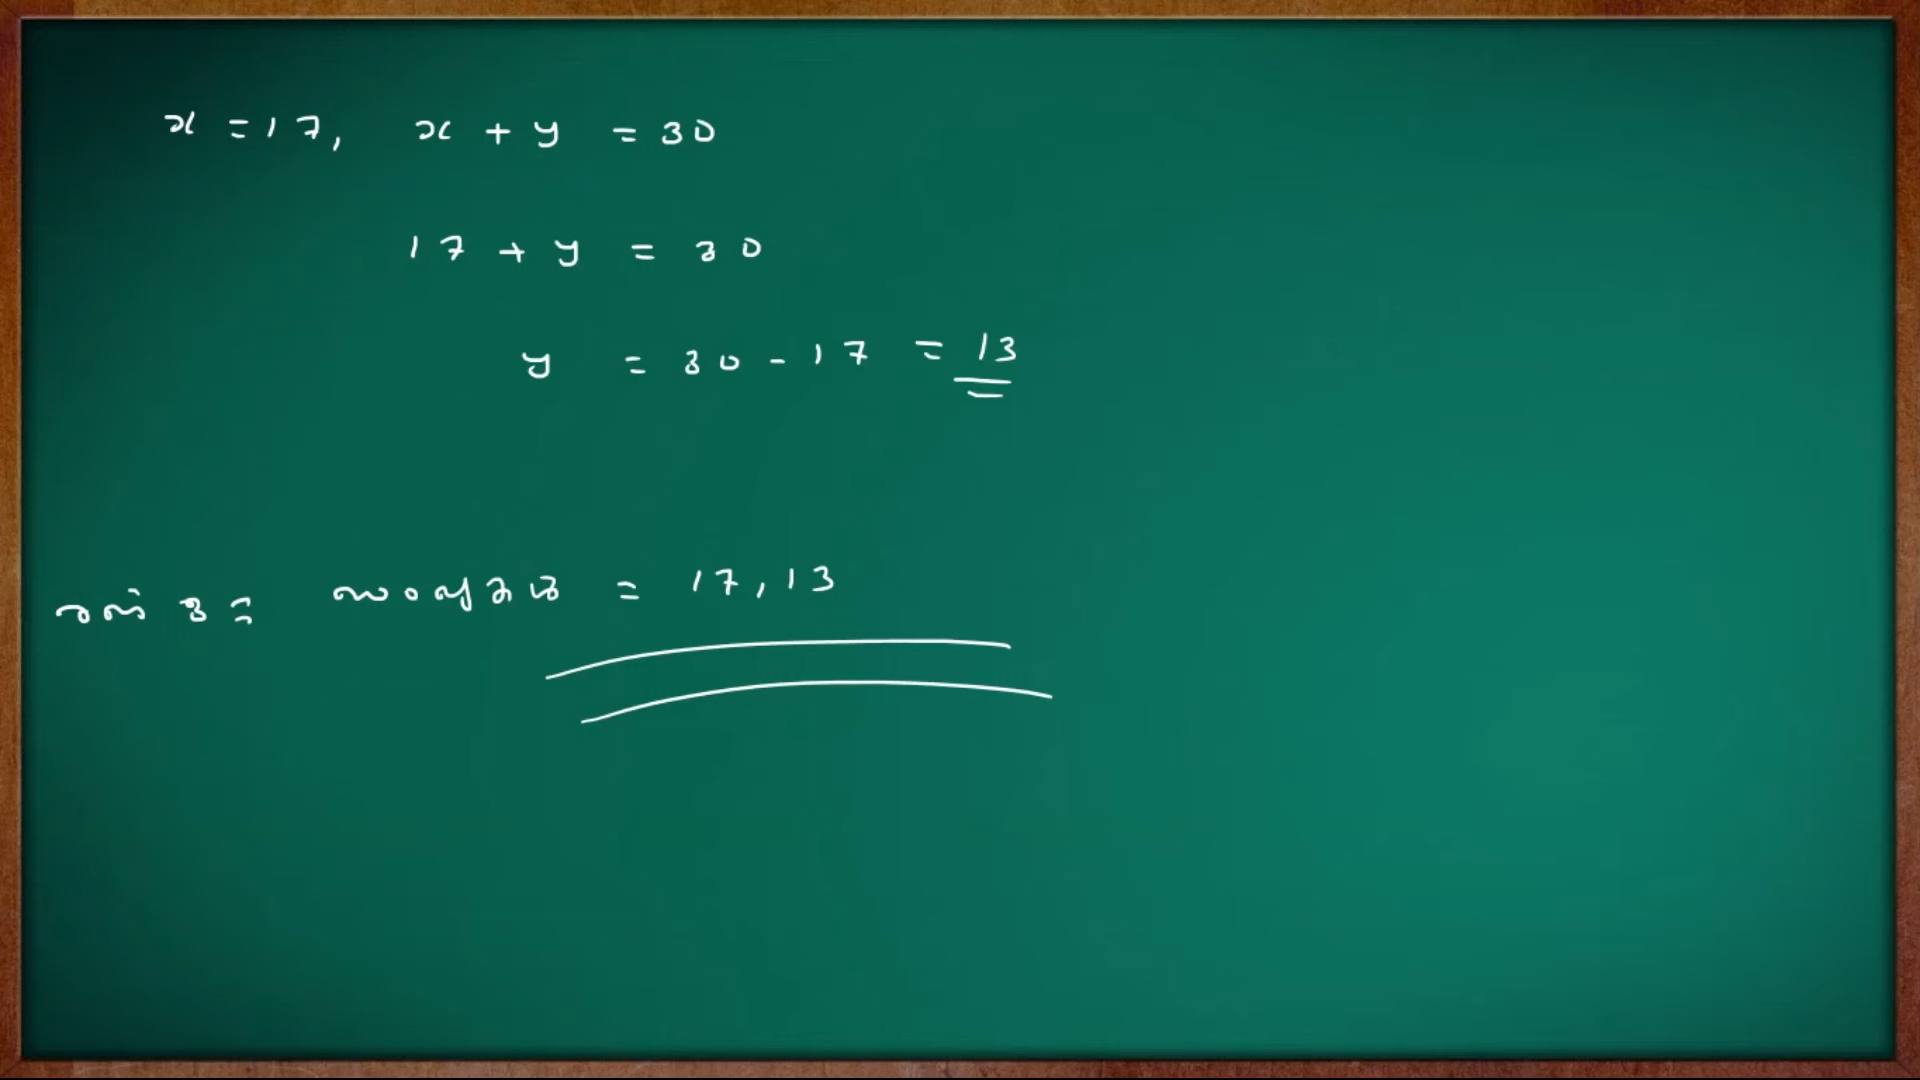 x = 17, x + y = 30
17 + y = 30
y = 30 - 17 = 13
സംഖ്യകൾ = 17, 13